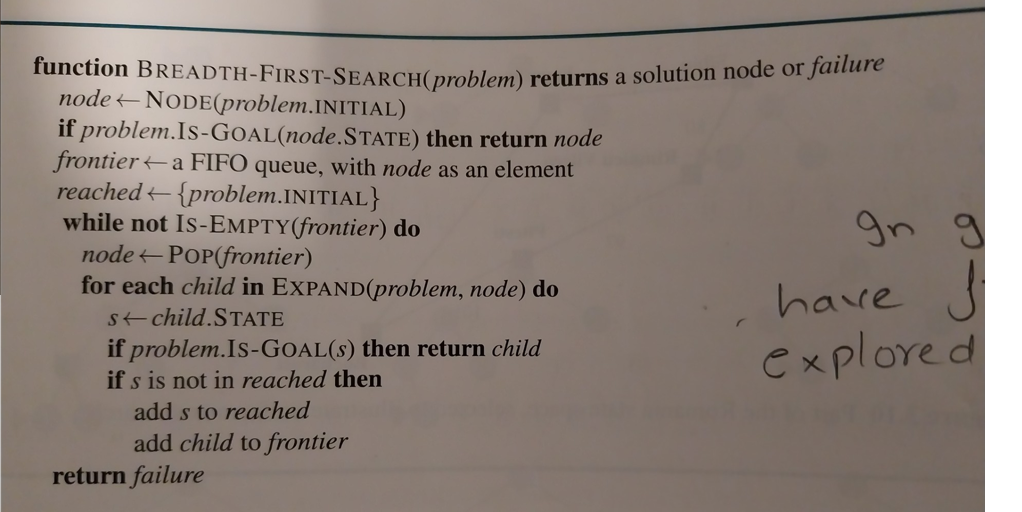 function BREADTH-FIRST-SEARCH(problem) returns a solution node or failure
node ← NODE(problem.INITIAL)
if problem.IS-GOAL(node.STATE) then return node
frontier ← a FIFO queue, with node as an element
reached ← {problem.INITIAL}
while not IS-EMPTY(frontier) do
node ← POP(frontier)
for each child in EXPAND(problem, node) do
s ← child.STATE
if problem.IS-GOAL(s) then return child
if s is not in reached then
add s to reached
add child to frontier
return failure
In g
have f
explored